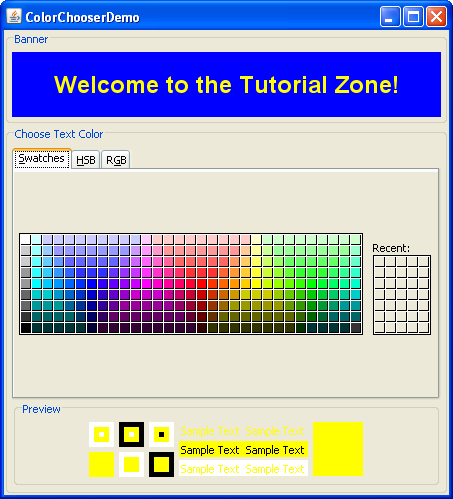 ColorChooserDemo
Banner
Welcome to the Tutorial Zone!
Choose Text Color
Swatches HSB RGB
Recent:
Preview
Sample Text Sample Text
Sample Text Sample Text
Sample Text Sample Text